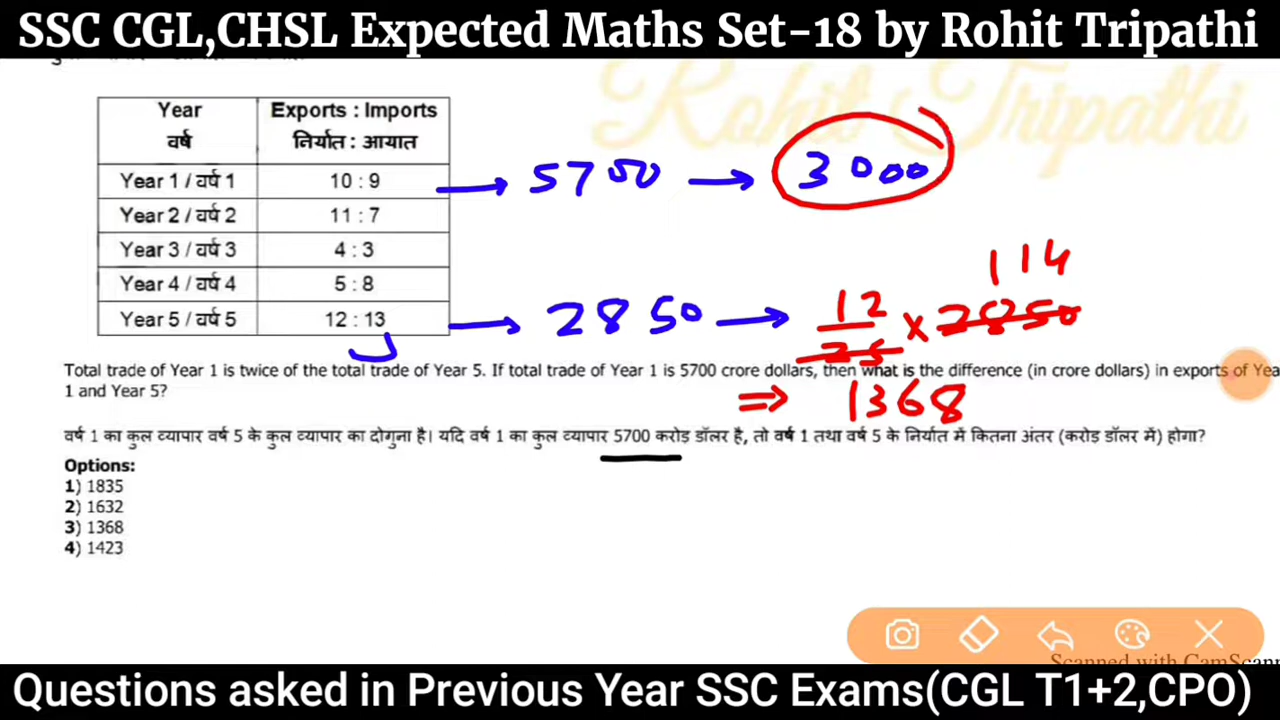 SSC CGL,CHSL Expected Maths Set-18 by Rohit Tripathi
Rohit Tripathi
Year Exports : Imports
वर्ष निर्यात : आयात
Year 1 / वर्ष 1 10 : 9 → 5700 → 3000
Year 2 / वर्ष 2 11 : 7
Year 3 / वर्ष 3 4 : 3
Year 4 / वर्ष 4 5 : 8
114
Year 5 / वर्ष 5 12 : 13 → 2850 → 12/25 × 2850
Total trade of Year 1 is twice of the total trade of Year 5. If total trade of Year 1 is 5700 crore dollars, then what is the difference (in crore dollars) in exports of Yea
1 and Year 5?
⇒ 1368
वर्ष 1 का कुल व्यापार वर्ष 5 के कुल व्यापार का दोगुना है। यदि वर्ष 1 का कुल व्यापार 5700 करोड़ डॉलर है, तो वर्ष 1 तथा वर्ष 5 के निर्यात में कितना अंतर (करोड़ डॉलर में) होगा?
Options:
1) 1835
2) 1632
3) 1368
4) 1423
Scanned with CamScann
Questions asked in Previous Year SSC Exams(CGL T1+2,CPO)